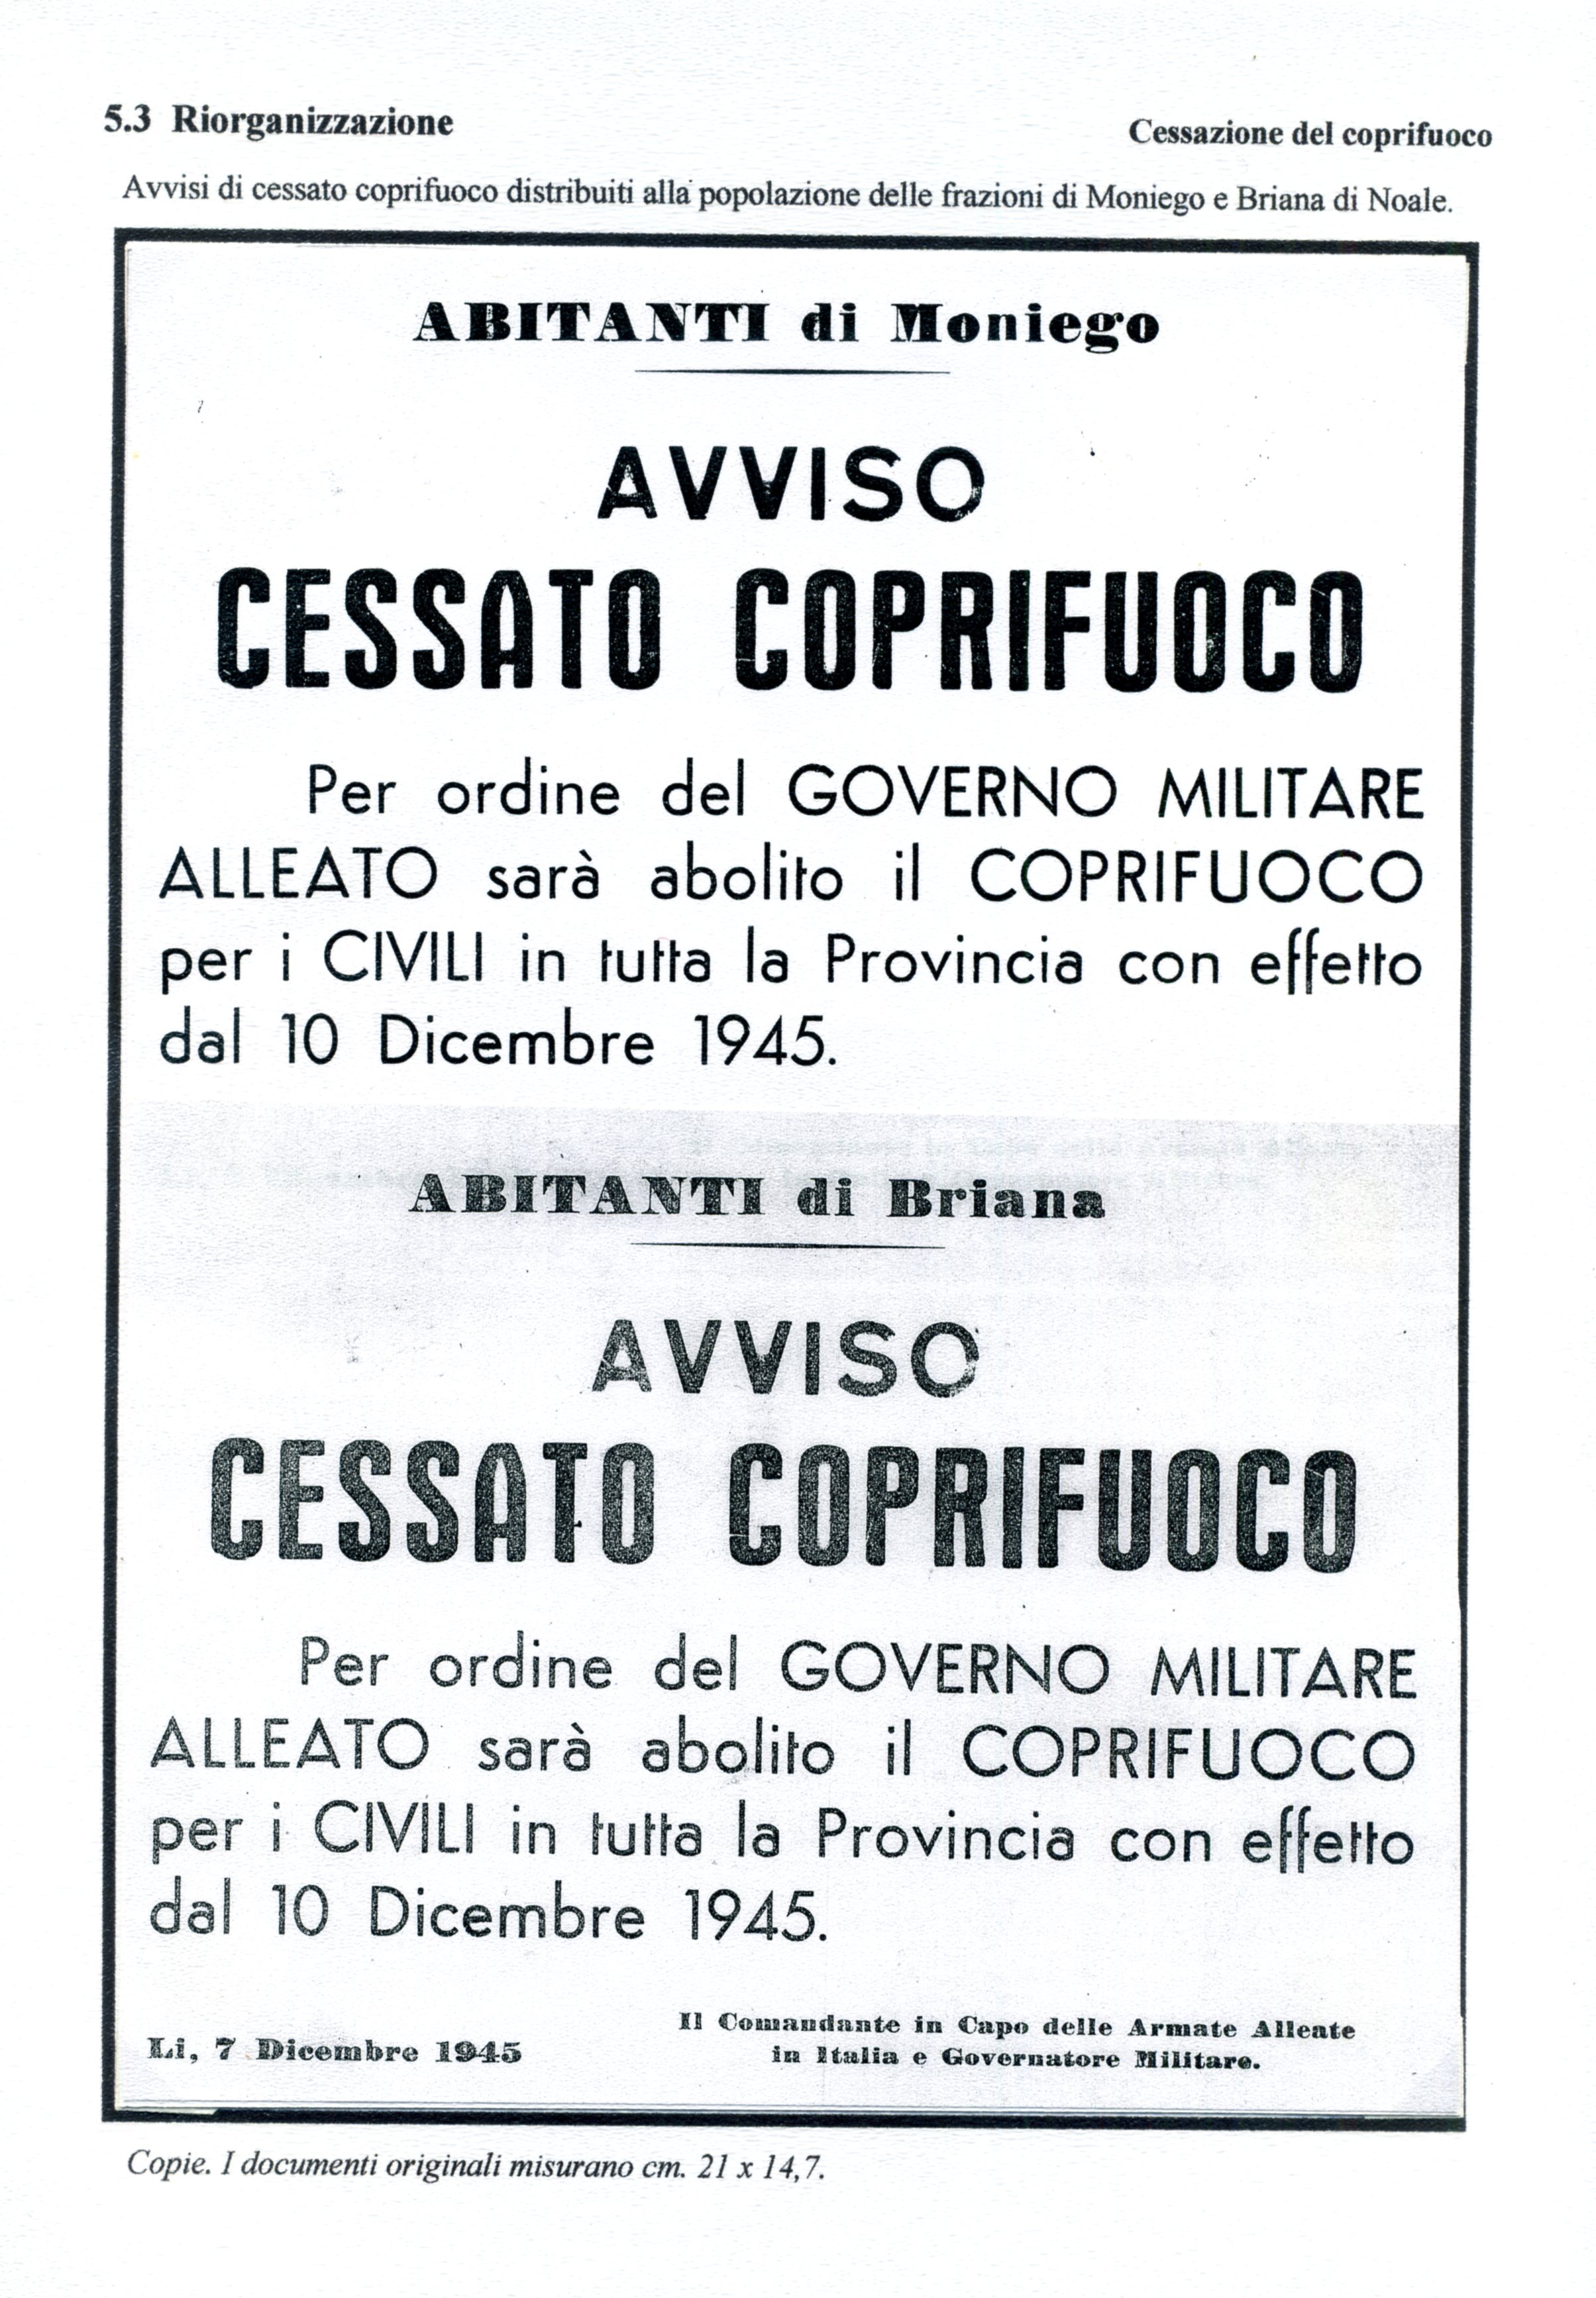 5.3 Riorganizzazione
Cessazione del coprifuoco
Avvisi di cessato coprifuoco distribuiti alla popolazione delle frazioni di Moniego e Briana di Noale.
ABITANTI di Moniego
AVVISO
CESSATO COPRIFUOCO
Per ordine del GOVERNO MILITARE
ALLEATO sarà abolito il COPRIFUOCO
per i CIVILI in tutta la Provincia con effetto
dal 10 Dicembre 1945.
ABITANTI di Briana
AVVISO
CESSATO COPRIFUOCO
Per ordine del GOVERNO MILITARE
ALLEATO sarà abolito il COPRIFUOCO
per i CIVILI in tutta la Provincia con effetto
dal 10 Dicembre 1945.
Li, 7 Dicembre 1945
Il Comandante in Capo delle Armate Alleate
in Italia e Governatore Militare.
Copie. I documenti originali misurano cm. 21 x 14,7.